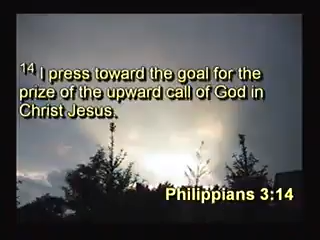 14 I press toward the goal for the
prize of the upward call of God in
Christ Jesus.
Philippians 3:14